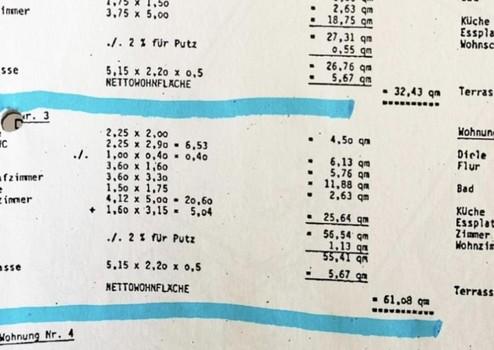 1,75 x 1,50 = 2,63 qm
immer 3,75 x 5,00 = 18,75 qm Küche
= 27,31 qm Essplat
./. 2 % für Putz 0,55 qm Wohnsc
= 26,76 qm
asse 5,15 x 2,20 x 0,5 = 5,67 qm
NETTOWOHNFLÄCHE = 32,43 qm Terras
r. 3
2,25 x 2,00 = 4,50 qm Wohnun
C 2,25 x 2,90 = 6,53
./. 1,00 x 0,40 = 0,40 = 6,13 qm Diele
3,60 x 1,60 = 5,76 qm Flur
fzimmer 3,60 x 3,30 = 11,88 qm
e 1,50 x 1,75 = 2,63 qm Bad
zimmer 4,12 x 5,00 = 20,60
+ 1,60 x 3,15 = 5,04 = 25,64 qm Küche
= 56,54 qm Essplat
./. 2 % für Putz 1,13 qm Zimmer
55,41 qm Wohnzim
asse 5,15 x 2,20 x 0,5 = 5,67 qm
NETTOWOHNFLÄCHE = 61,08 qm Terrass
Wohnung Nr. 4